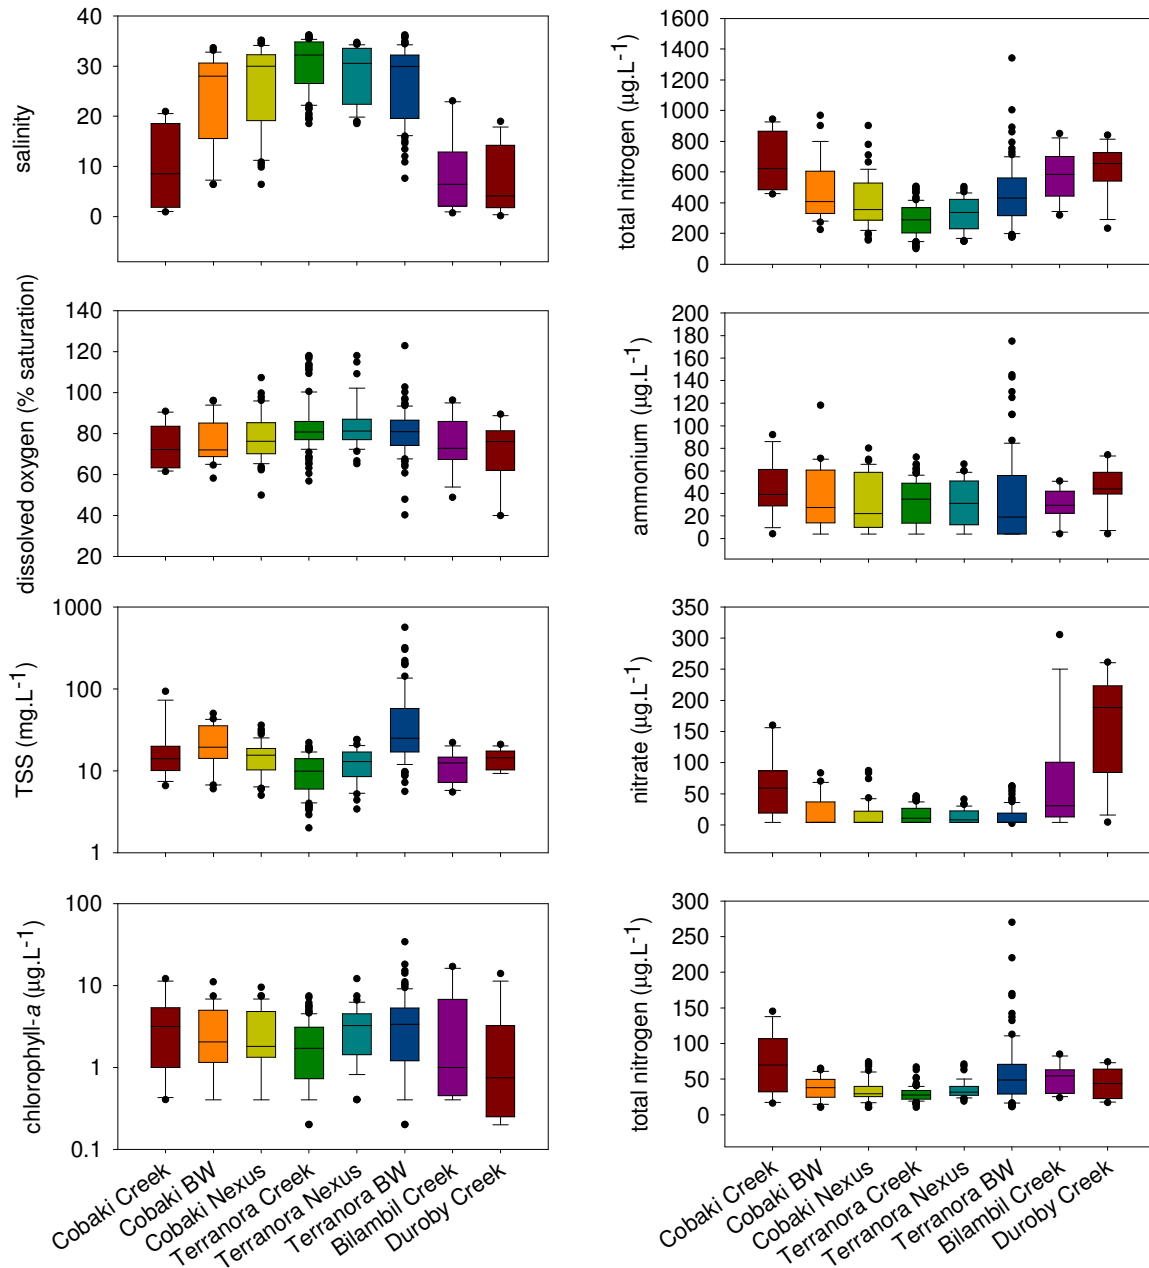 salinity
40
30
20
10
0
total nitrogen (µg.L-1)
1600
1400
1200
1000
800
600
400
200
0
dissolved oxygen (% saturation)
140
120
100
80
60
40
20
ammonium (µg.L-1)
200
180
160
140
120
100
80
60
40
20
0
TSS (mg.L-1)
1000
100
10
1
nitrate (µg.L-1)
350
300
250
200
150
100
50
0
chlorophyll-a (µg.L-1)
100
10
1
0.1
total nitrogen (µg.L-1)
300
250
200
150
100
50
0
Cobaki Creek
Cobaki BW
Cobaki Nexus
Terranora Creek
Terranora Nexus
Terranora BW
Bilambil Creek
Duroby Creek
Cobaki Creek
Cobaki BW
Cobaki Nexus
Terranora Creek
Terranora Nexus
Terranora BW
Bilambil Creek
Duroby Creek